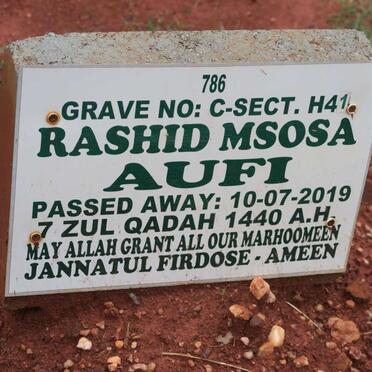 786
GRAVE NO: C-SECT. H41
RASHID MSOSA
AUFI
PASSED AWAY: 10-07-2019
7 ZUL QADAH 1440 A.H
MAY ALLAH GRANT ALL OUR MARHOOMEEN
JANNATUL FIRDOSE - AMEEN